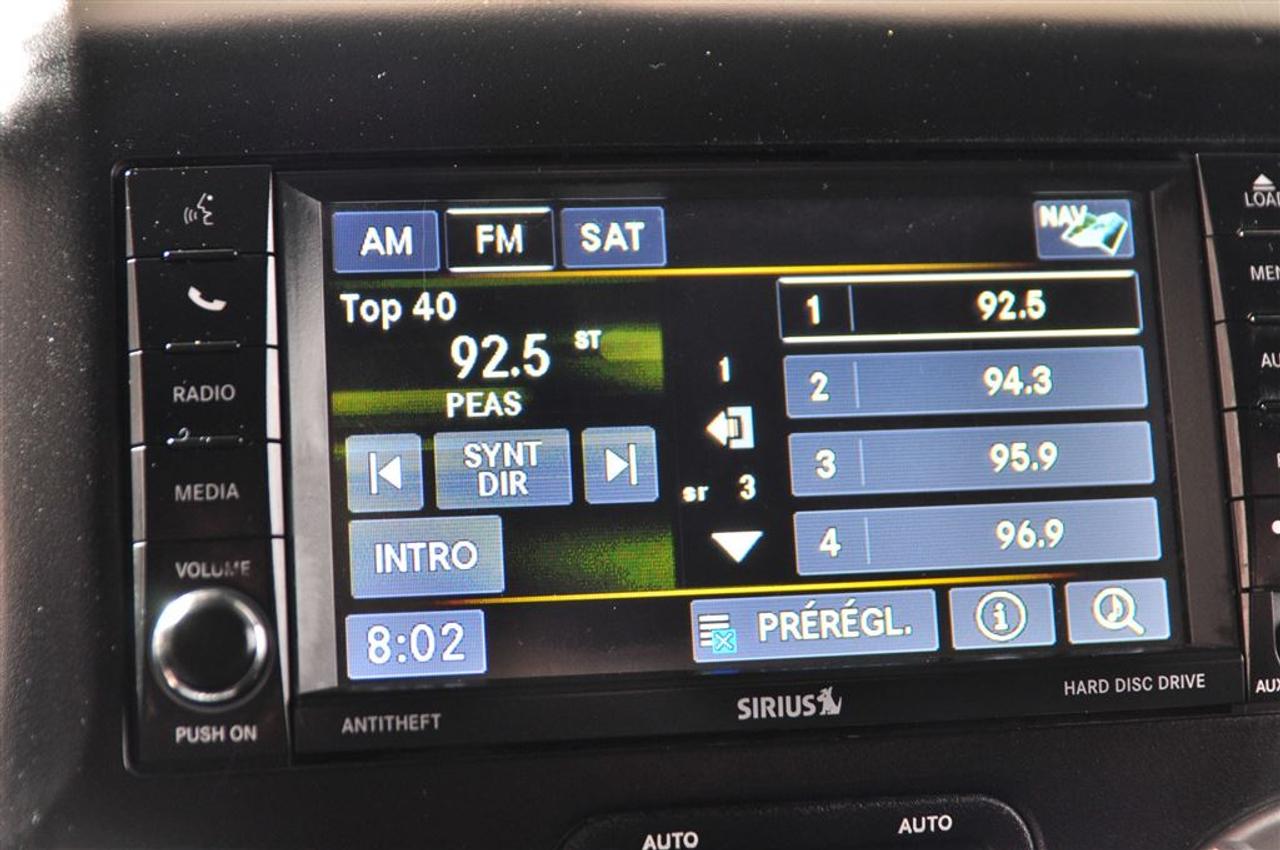 AM
FM
SAT
NAV
Top 40
92.5 ST
PEAS
SYNT
DIR
INTRO
8:02
1
sr 3
1 92.5
2 94.3
3 95.9
4 96.9
PRÉRÉGL.
RADIO
MEDIA
VOLUME
PUSH ON
ANTITHEFT
SIRIUS
HARD DISC DRIVE
AUTO
AUTO